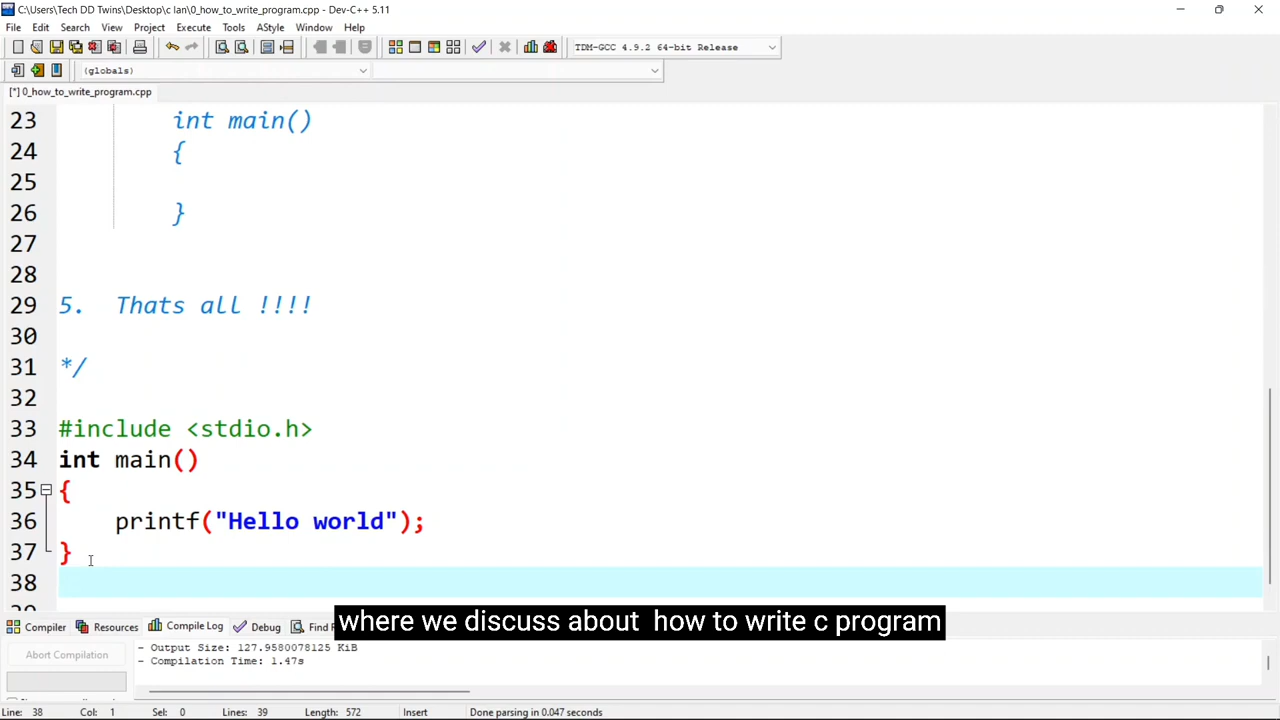 C:\Users\Tech DD Twins\Desktop\c lan\0_how_to_write_program.cpp - Dev-C++ 5.11
File Edit Search View Project Execute Tools AStyle Window Help
TDM-GCC 4.9.2 64-bit Release
(globals)
[*] 0_how_to_write_program.cpp
23 int main()
24 {
25
26 }
27
28
29 5. Thats all !!!!
30
31 */
32
33 #include <stdio.h>
34 int main()
35 {
36 printf("Hello world");
37 }
38
where we discuss about how to write c program
Compiler Resources Compile Log Debug Find R
Abort Compilation
- Output Size: 127.9580078125 KiB
- Compilation Time: 1.47s
Line: 38 Col: 1 Sel: 0 Lines: 39 Length: 572 Insert Done parsing in 0.047 seconds